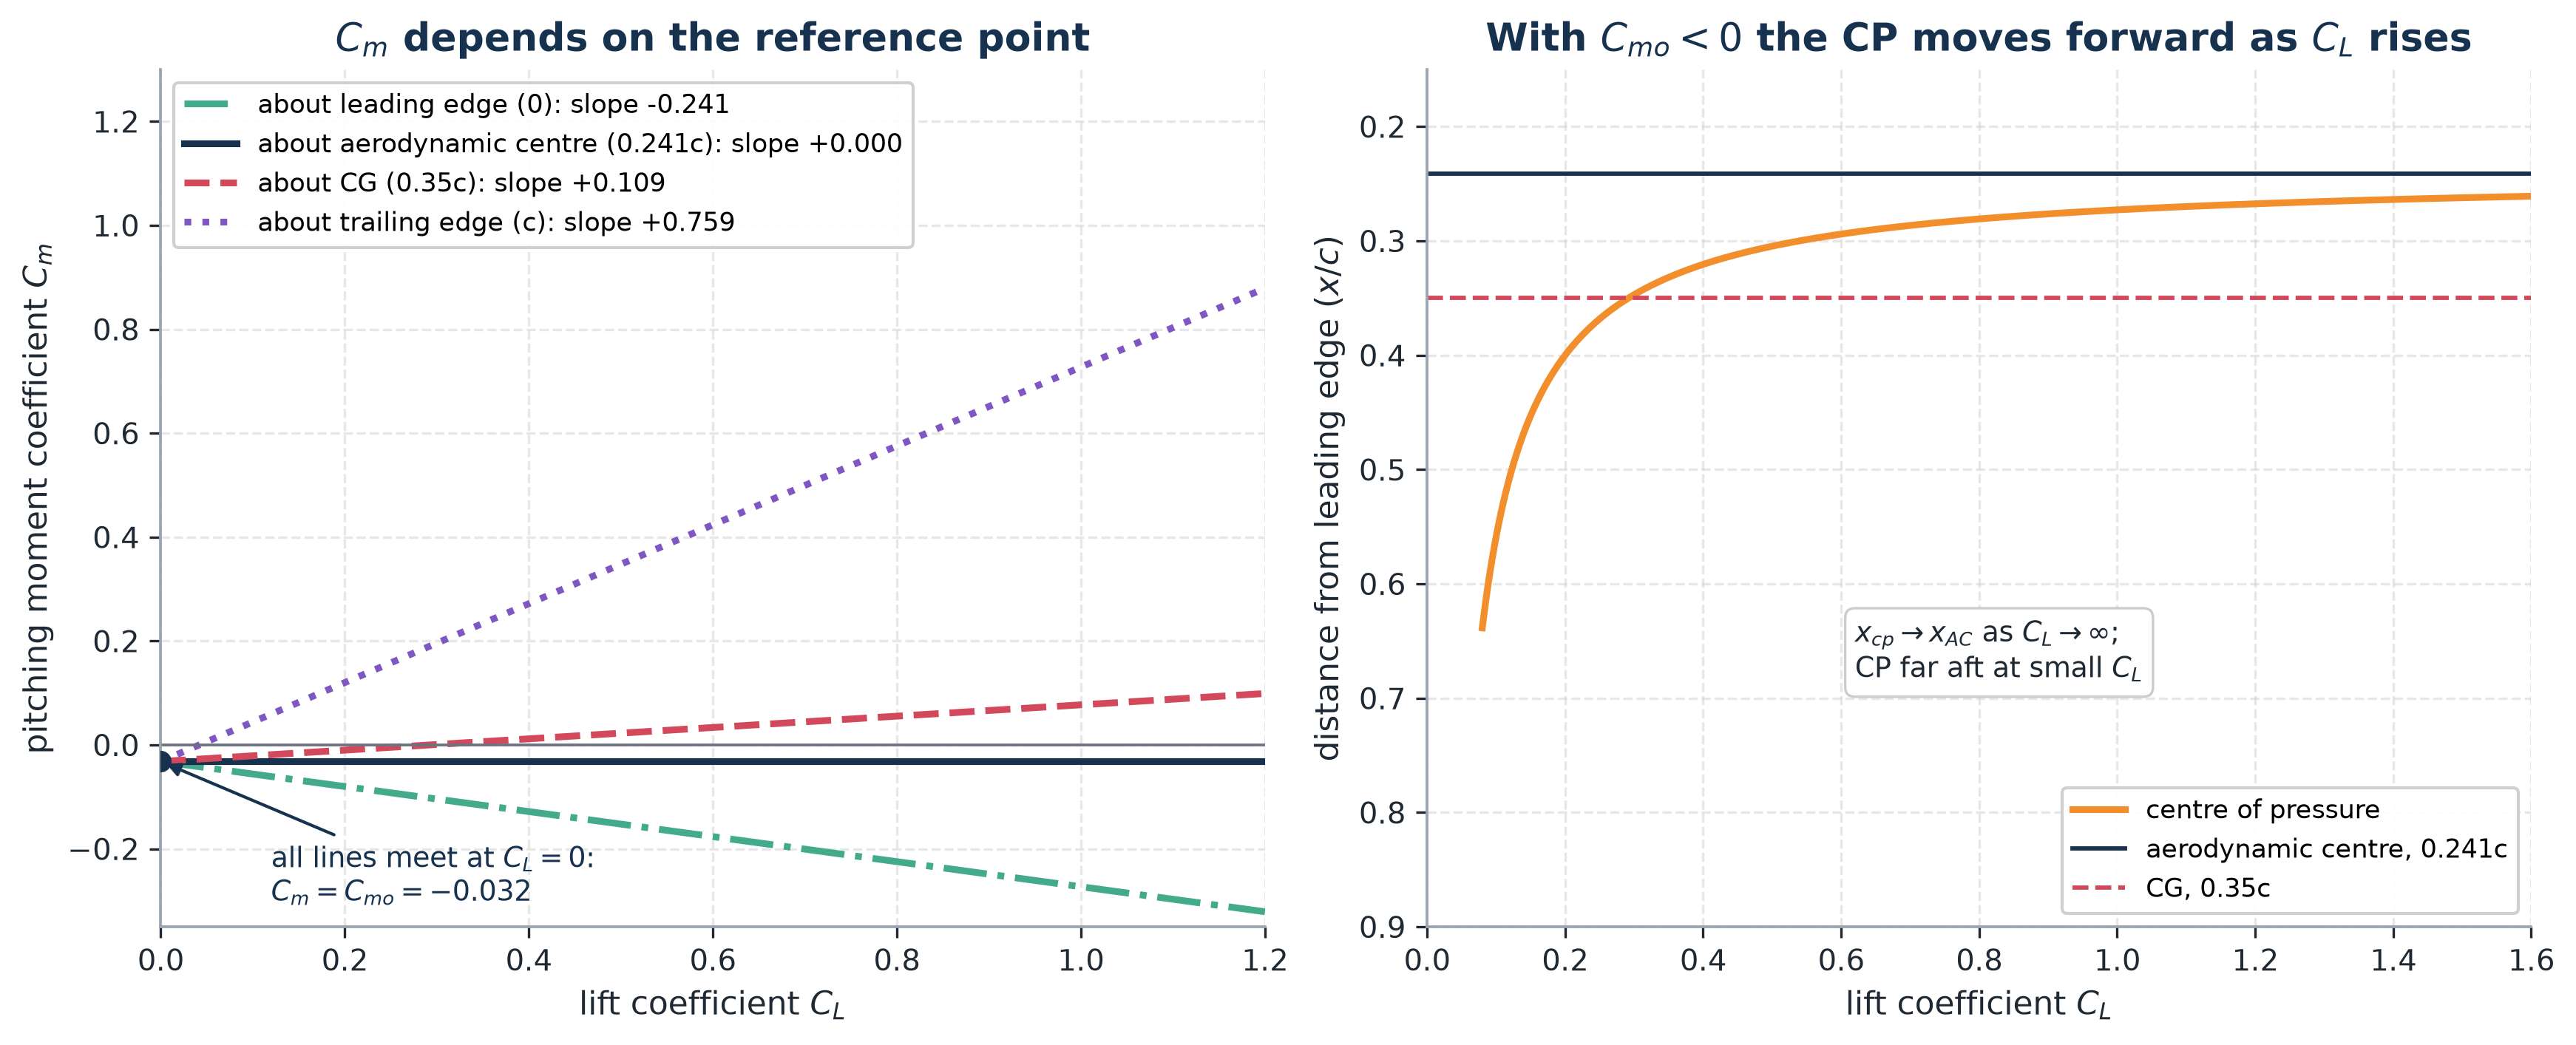 C_m depends on the reference point
about leading edge (0): slope -0.241
about aerodynamic centre (0.241c): slope +0.000
about CG (0.35c): slope +0.109
about trailing edge (c): slope +0.759
pitching moment coefficient C_m
1.2
1.0
0.8
0.6
0.4
0.2
0.0
−0.2
all lines meet at C_L = 0:
C_m = C_mo = −0.032
0.0 0.2 0.4 0.6 0.8 1.0 1.2
lift coefficient C_L
With C_mo < 0 the CP moves forward as C_L rises
distance from leading edge (x/c)
0.2
0.3
0.4
0.5
0.6
0.7
0.8
0.9
x_cp → x_AC as C_L → ∞;
CP far aft at small C_L
centre of pressure
aerodynamic centre, 0.241c
CG, 0.35c
0.0 0.2 0.4 0.6 0.8 1.0 1.2 1.4 1.6
lift coefficient C_L